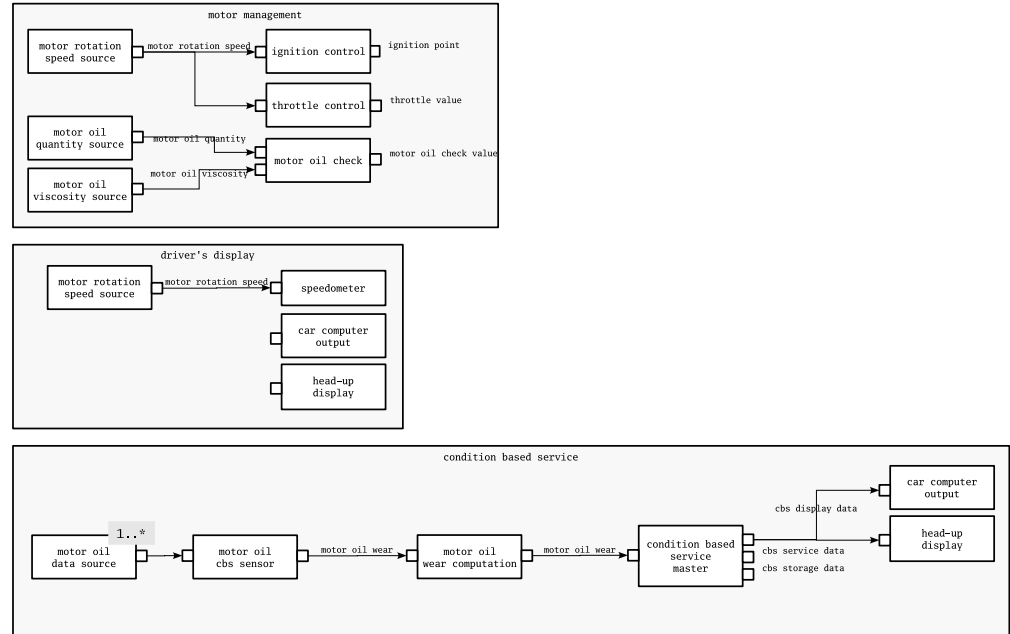 motor management
motor rotation
speed source
motor rotation speed
ignition control
ignition point
throttle control
throttle value
motor oil
quantity source
motor oil quantity
motor oil check
motor oil check value
motor oil
viscosity source
motor oil viscosity
driver's display
motor rotation
speed source
motor rotation speed
speedometer
car computer
output
head-up
display
condition based service
1..*
motor oil
data source
motor oil
cbs sensor
motor oil wear
motor oil
wear computation
motor oil wear
condition based
service
master
cbs display data
cbs service data
cbs storage data
car computer
output
head-up
display